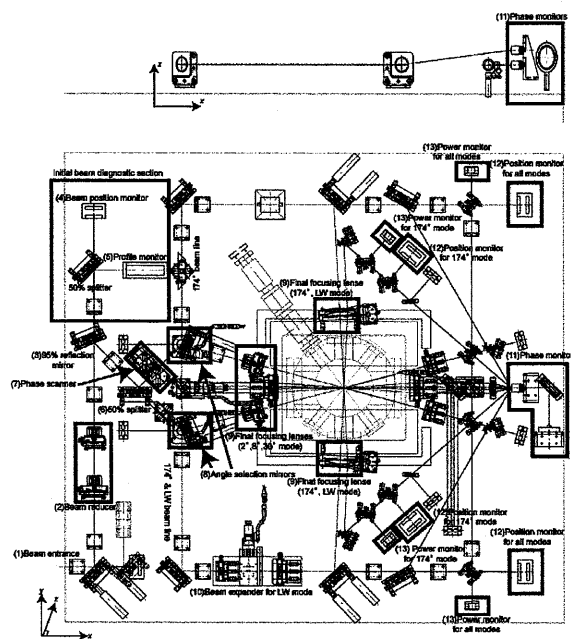 (11)Phase monitors
z
x
(13)Power monitor
for all modes
(12)Position monitor
for all modes
Initial beam diagnostic section
(4)Beam position monitor
(13)Power monitor
for 174° mode
(5)Profile monitor
(12)Position monitor
for 174° mode
50% splitter
174° beam line
(9)Final focusing lense
(174°, LW mode)
(3)95% reflection
mirror
(11)Phase monito
(7)Phase scanner
(6)50% splitter
(9)Final focusing lenses
(2°,8°,30° mode)
(8)Angle selection mirrors
(9)Final focusing lense
(174°, LW mode)
(2)Beam reducer
174° & LW beam line
(12)Position monitor
for 174° mode
(12)Position monitor
for all modes
(13) Power monitor
for 174° mode
(1)Beam entrance
(10)Beam expander for LW mode
(13)Power monitor
for all modes
x